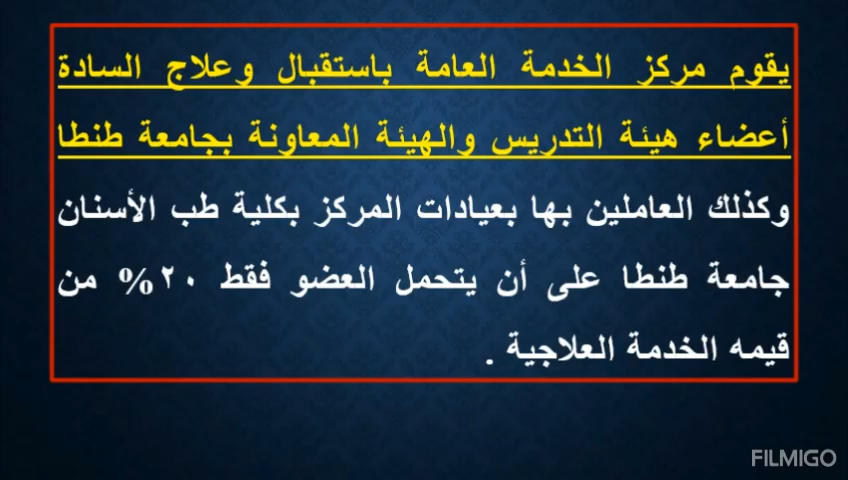 يقوم مركز الخدمة العامة باستقبال وعلاج السادة
أعضاء هيئة التدريس والهيئة المعاونة بجامعة طنطا
وكذلك العاملين بها بعيادات المركز بكلية طب الأسنان
جامعة طنطا على أن يتحمل العضو فقط ٢٠% من
قيمه الخدمة العلاجية .
FILMIGO